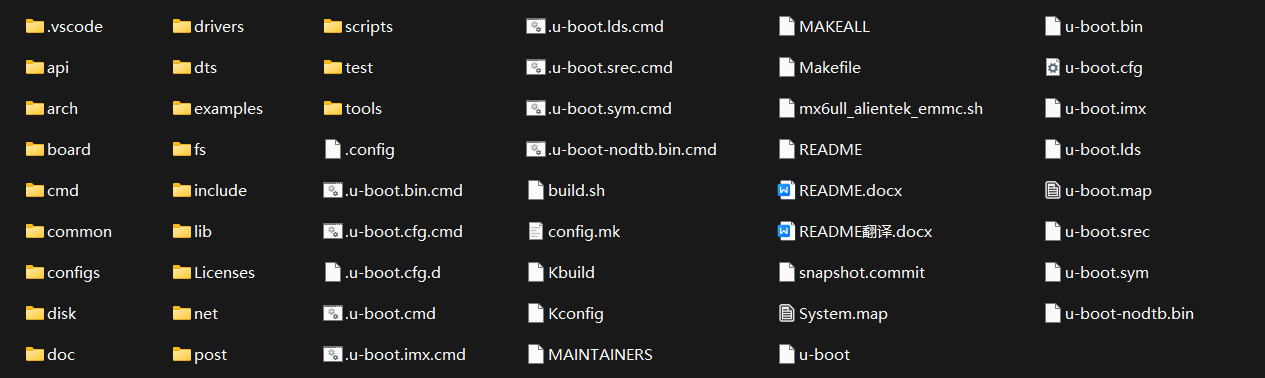 .vscode
api
arch
board
cmd
common
configs
disk
doc
drivers
dts
examples
fs
include
lib
Licenses
net
post
scripts
test
tools
.config
.u-boot.bin.cmd
.u-boot.cfg.cmd
.u-boot.cfg.d
.u-boot.cmd
.u-boot.imx.cmd
.u-boot.lds.cmd
.u-boot.srec.cmd
.u-boot.sym.cmd
.u-boot-nodtb.bin.cmd
build.sh
config.mk
Kbuild
Kconfig
MAINTAINERS
MAKEALL
Makefile
mx6ull_alientek_emmc.sh
README
README.docx
README翻译.docx
snapshot.commit
System.map
u-boot
u-boot.bin
u-boot.cfg
u-boot.imx
u-boot.lds
u-boot.map
u-boot.srec
u-boot.sym
u-boot-nodtb.bin